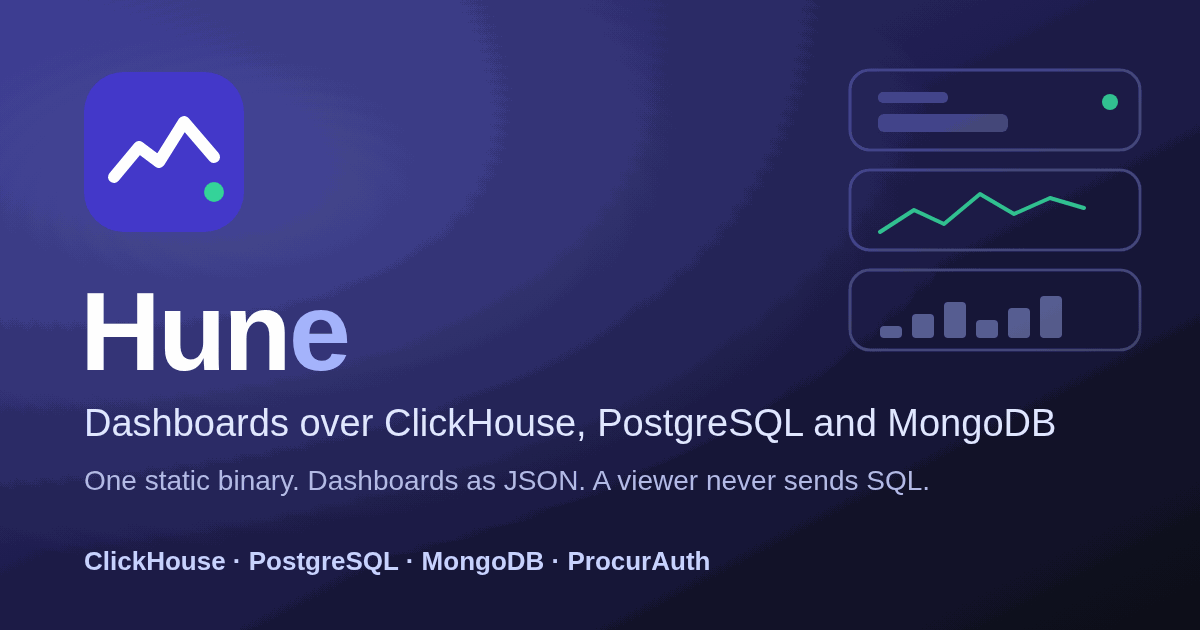 Hune
Dashboards over ClickHouse, PostgreSQL and MongoDB
One static binary. Dashboards as JSON. A viewer never sends SQL.
ClickHouse · PostgreSQL · MongoDB · ProcurAuth